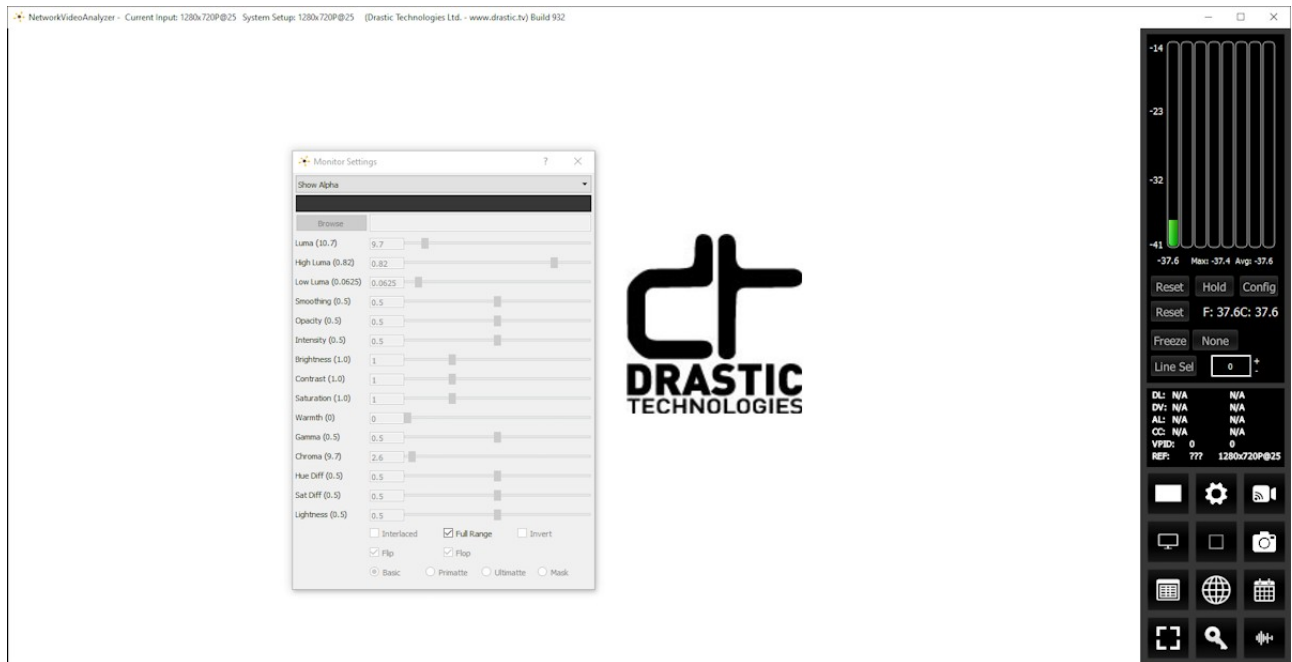 NetworkVideoAnalyzer - Current Input: 1280x720P@25 System Setup: 1280x720P@25 (Drastic Technologies Ltd. - www.drastic.tv) Build 932
Monitor Settings ?
Show Alpha
Browse
Luma (10.7) 9.7
High Luma (0.82) 0.82
Low Luma (0.0625) 0.0625
Smoothing (0.5) 0.5
Opacity (0.5) 0.5
Intensity (0.5) 0.5
Brightness (1.0) 1
Contrast (1.0) 1
Saturation (1.0) 1
Warmth (0) 0
Gamma (0.5) 0.5
Chroma (9.7) 2.6
Hue Diff (0.5) 0.5
Sat Diff (0.5) 0.5
Lightness (0.5) 0.5
Interlaced Full Range Invert
Flip Flop
Basic Primatte Ultimatte Mask
dt
DRASTIC
TECHNOLOGIES
-14
-23
-32
-41
-37.6 Max: -37.4 Avg: -37.6
Reset Hold Config
Reset F: 37.6C: 37.6
Freeze None
Line Sel 0 + -
DL: N/A N/A
DV: N/A N/A
AL: N/A N/A
CC: N/A N/A
VPID: 0 0
REF: ??? 1280x720P@25